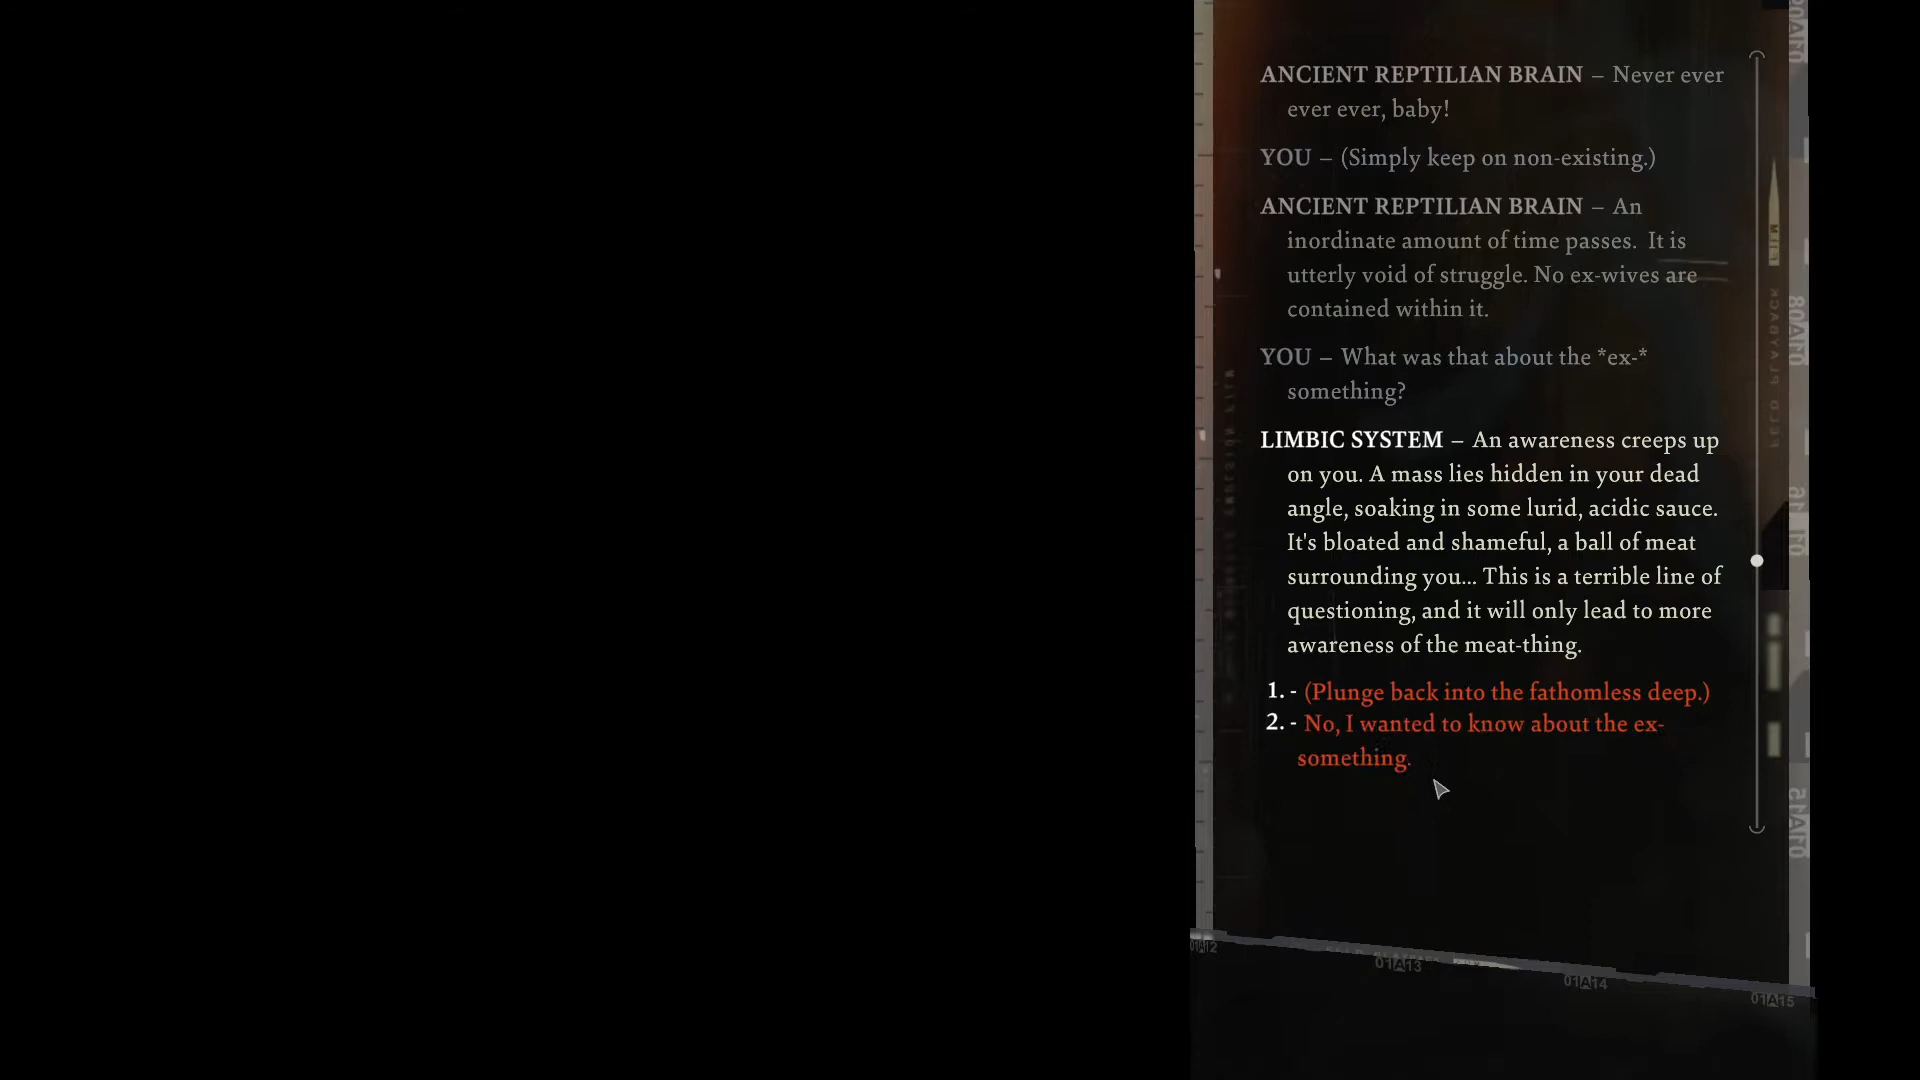 ANCIENT REPTILIAN BRAIN – Never ever
ever ever, baby!
YOU – (Simply keep on non-existing.)
ANCIENT REPTILIAN BRAIN – An
inordinate amount of time passes.  It is
utterly void of struggle. No ex-wives are
contained within it.
YOU – What was that about the *ex-*
something?
LIMBIC SYSTEM – An awareness creeps up
on you. A mass lies hidden in your dead
angle, soaking in some lurid, acidic sauce.
It's bloated and shameful, a ball of meat
surrounding you... This is a terrible line of
questioning, and it will only lead to more
awareness of the meat-thing.
1. - (Plunge back into the fathomless deep.)
2. - No, I wanted to know about the ex-
something.
01A12
01A13
01A14
01A15